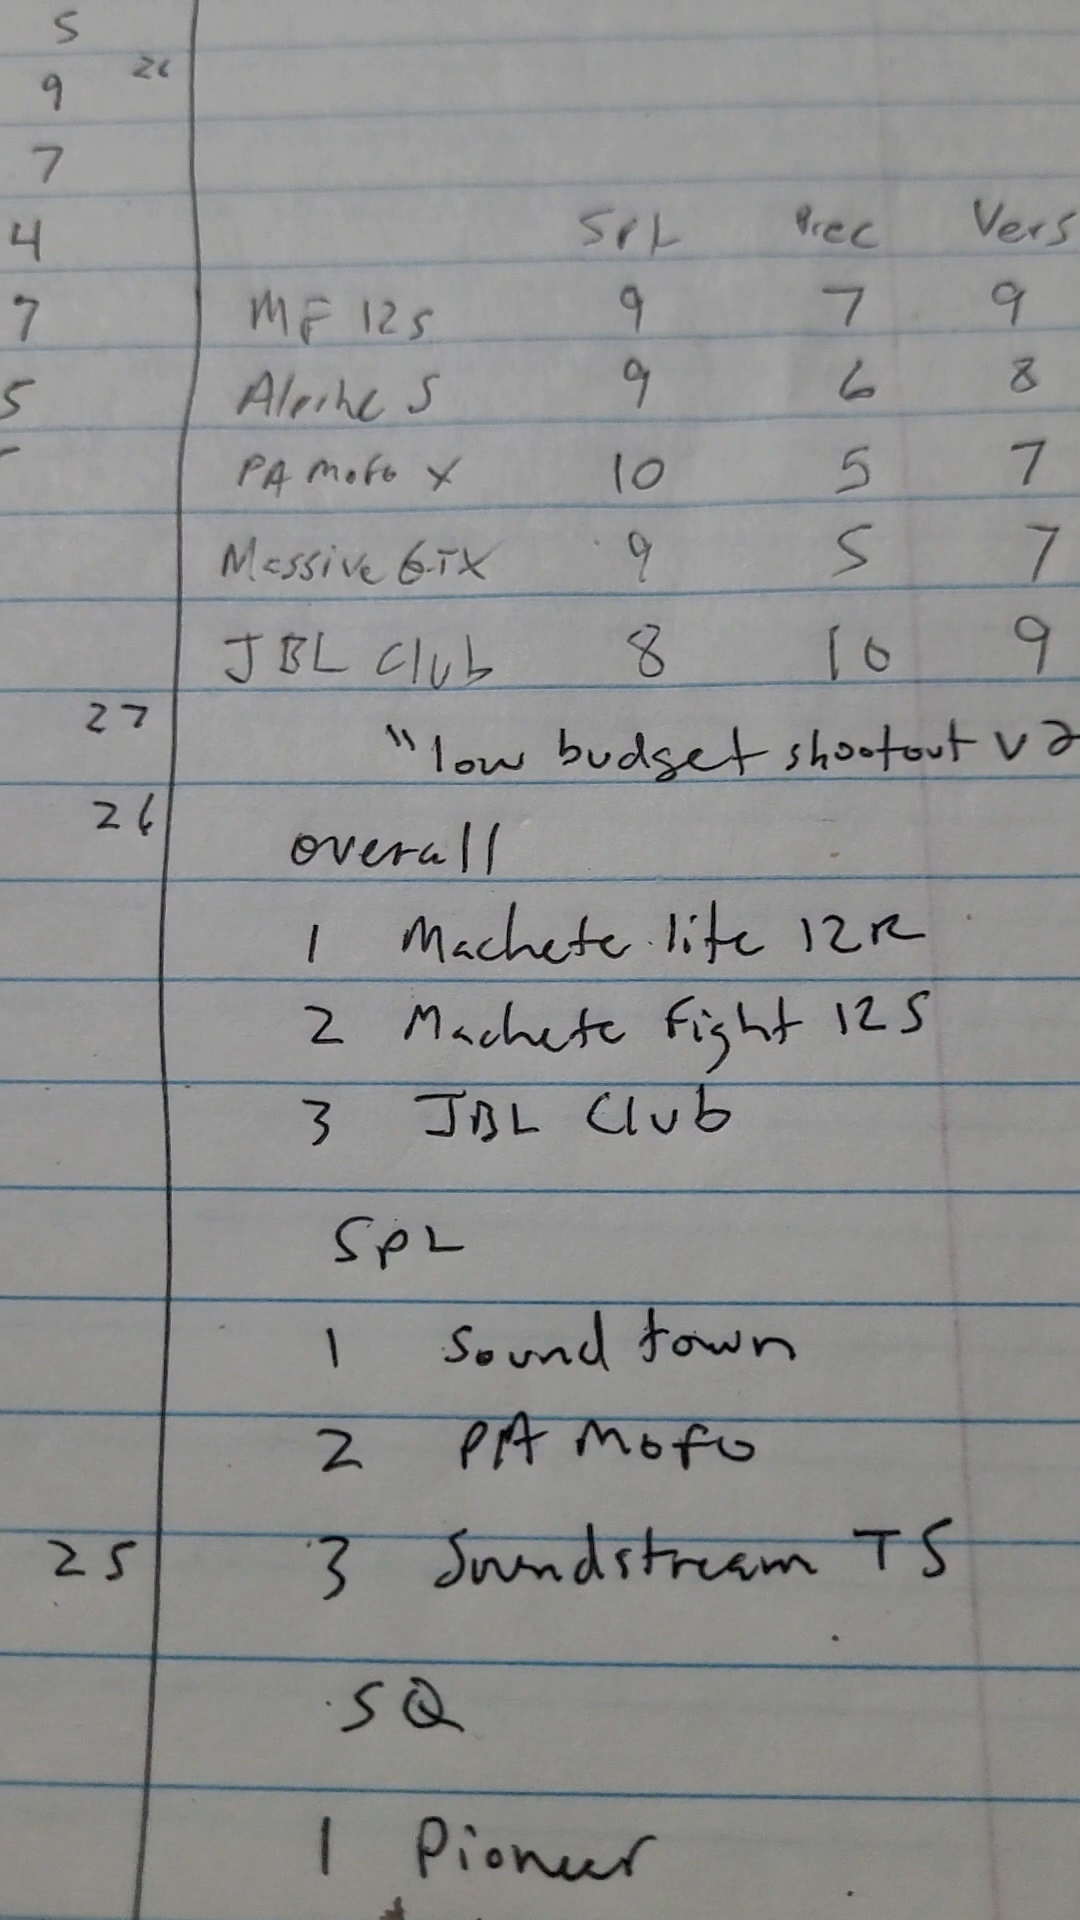 5
9 26
7
4 SPL Prec Vers
7 MF 12s 9 7 9
5 Alpine S 9 6 8
PA Mofo X 10 5 7
Massive GTX 9 5 7
JBL Club 8 10 9
27 "low budget shootout v2
26 overall
1 Machete lite 12R
2 Machete Fight 12S
3 JBL Club
SPL
1 Sound town
2 PA Mofo
25 3 Soundstream TS
SQ
1 Pioneer